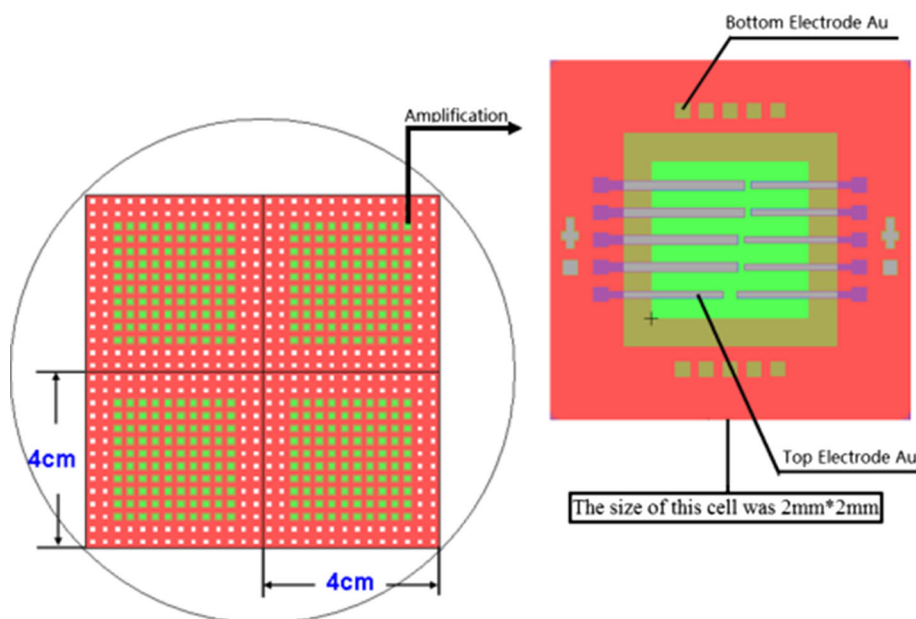 Bottom Electrode Au
Amplification
4cm
4cm
Top Electrode Au
The size of this cell was 2mm*2mm